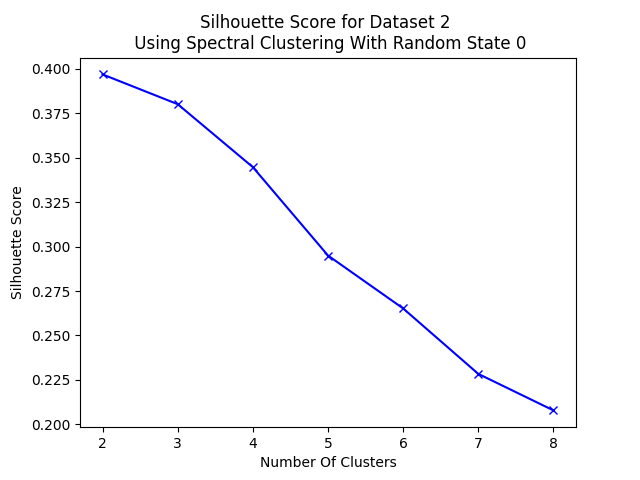 Silhouette Score for Dataset 2
Using Spectral Clustering With Random State 0
0.400
0.375
0.350
0.325
0.300
0.275
0.250
0.225
0.200
Silhouette Score
2 3 4 5 6 7 8
Number Of Clusters